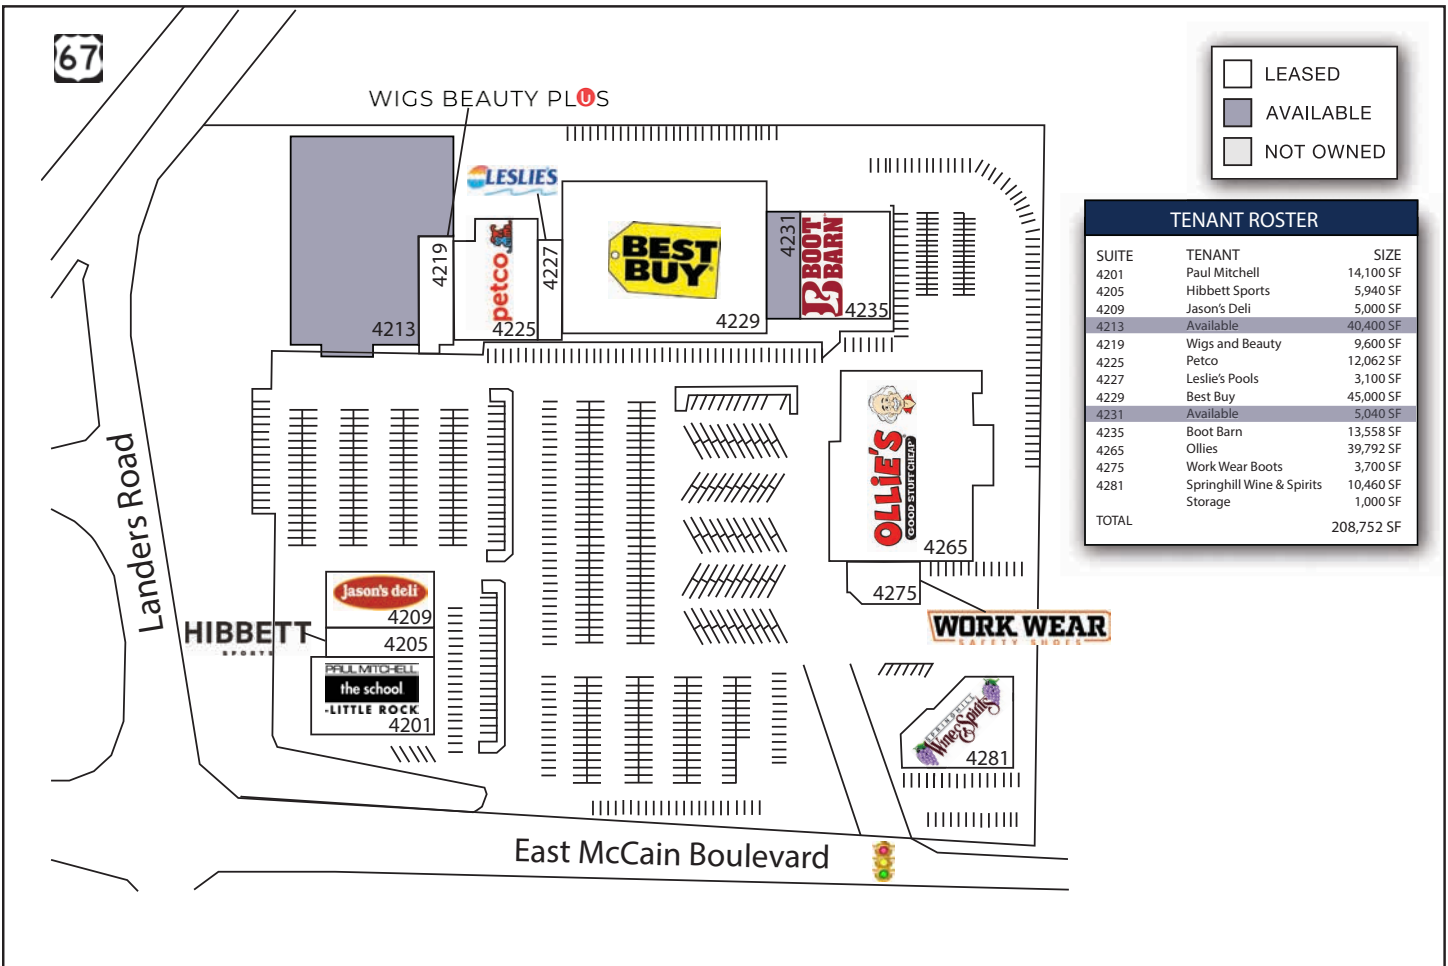 67
WIGS BEAUTY PLUS
LEASED
AVAILABLE
NOT OWNED
LESLIE'S
4219
petco
4227
BEST
BUY
4231
BOOT
BARN
4213
4225
4229
4235
TENANT ROSTER
SUITE TENANT SIZE
4201 Paul Mitchell 14,100 SF
4205 Hibbett Sports 5,940 SF
4209 Jason's Deli 5,000 SF
4213 Available 40,400 SF
4219 Wigs and Beauty 9,600 SF
4225 Petco 12,062 SF
4227 Leslie's Pools 3,100 SF
4229 Best Buy 45,000 SF
4231 Available 5,040 SF
4235 Boot Barn 13,558 SF
4265 Ollies 39,792 SF
4275 Work Wear Boots 3,700 SF
4281 Springhill Wine & Spirits 10,460 SF
Storage 1,000 SF
TOTAL 208,752 SF
OLLiE'S
GOOD STUFF CHEAP
4265
4275
WORK WEAR
SAFETY SHOES
Landers Road
Jason's deli
4209
HIBBETT
SPORTS
4205
PAUL MITCHELL
the school
-LITTLE ROCK
4201
SPRINGHILL
Wine & Spirits
4281
East McCain Boulevard